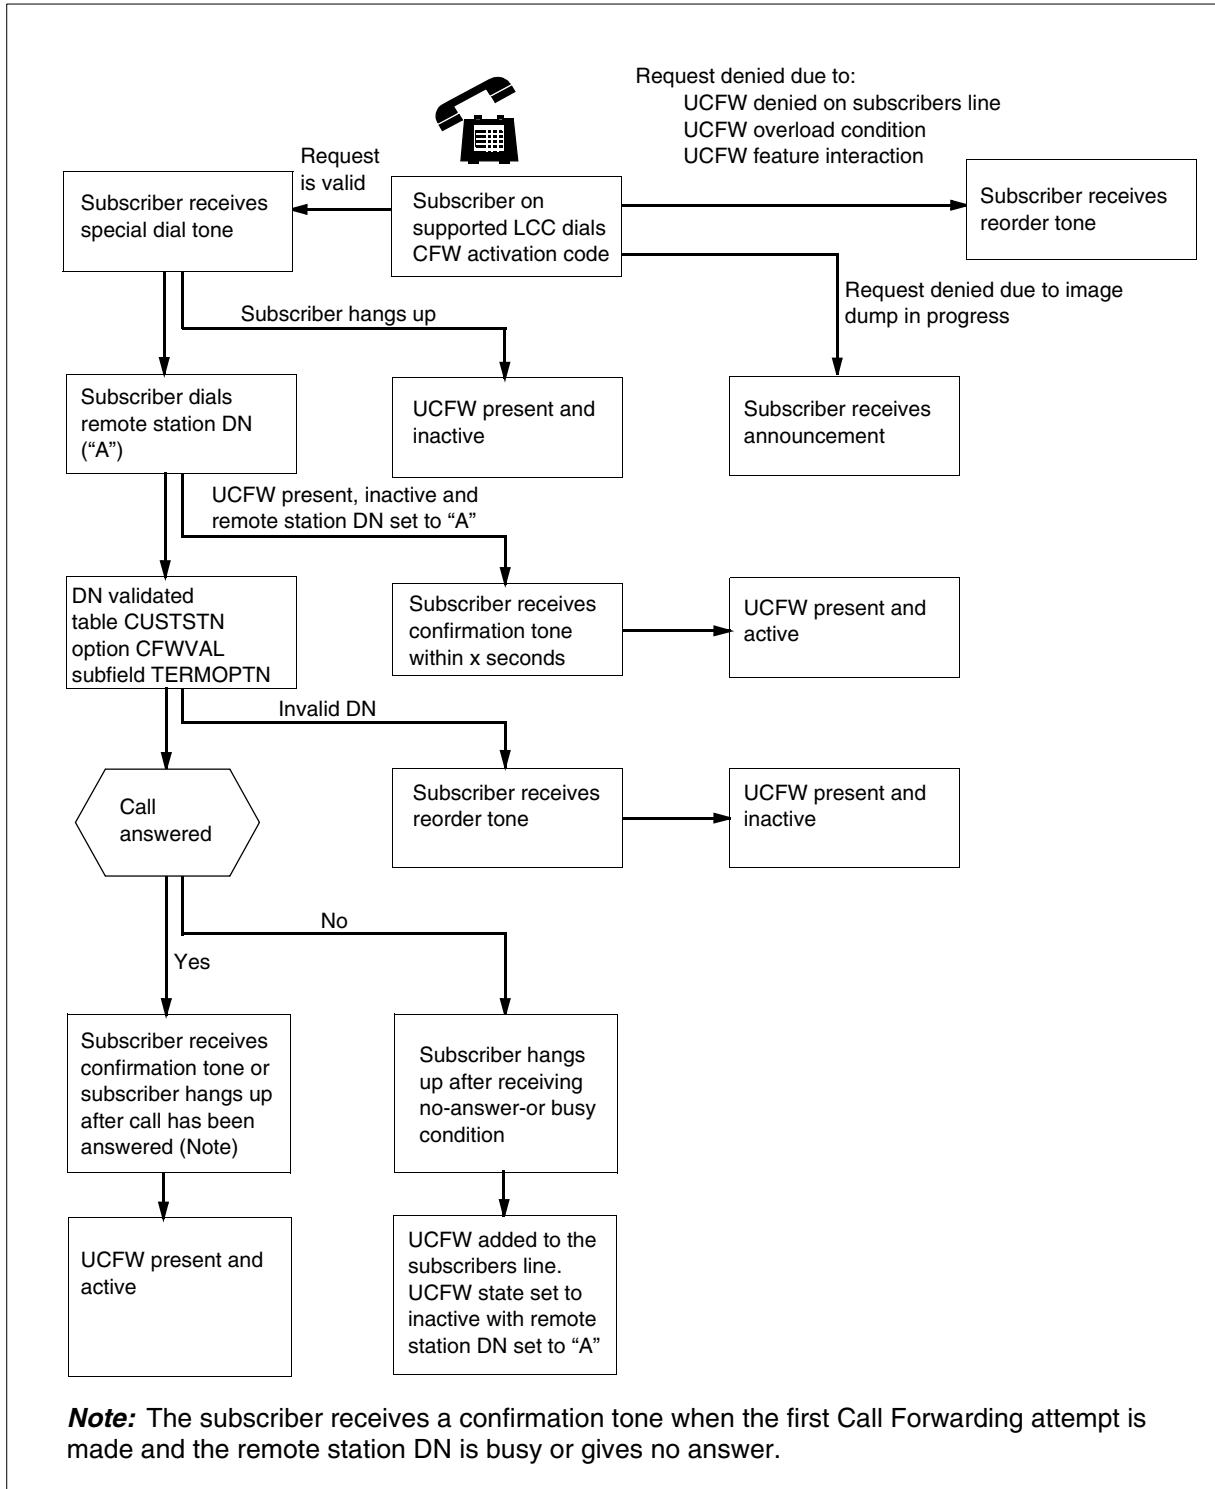 Request denied due to:
UCFW denied on subscribers line
UCFW overload condition
UCFW feature interaction
Request
is valid
Subscriber receives
special dial tone
Subscriber on
supported LCC dials
CFW activation code
Subscriber receives
reorder tone
Request denied due to image
dump in progress
Subscriber hangs up
Subscriber dials
remote station DN
(“A”)
UCFW present and
inactive
Subscriber receives
announcement
UCFW present, inactive and
remote station DN set to “A”
DN validated
table CUSTSTN
option CFWVAL
subfield TERMOPTN
Subscriber receives
confirmation tone
within x seconds
UCFW present and
active
Invalid DN
Call
answered
Subscriber receives
reorder tone
UCFW present and
inactive
No
Yes
Subscriber receives
confirmation tone or
subscriber hangs up
after call has been
answered (Note)
Subscriber hangs
up after receiving
no-answer-or busy
condition
UCFW present and
active
UCFW added to the
subscribers line.
UCFW state set to
inactive with remote
station DN set to “A”
Note: The subscriber receives a confirmation tone when the first Call Forwarding attempt is
made and the remote station DN is busy or gives no answer.